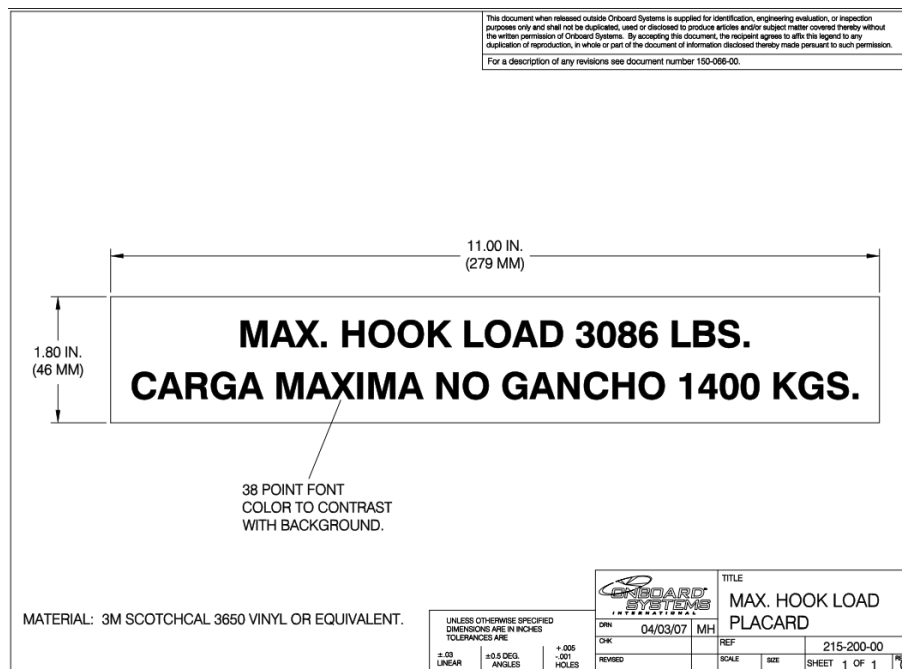 This document when released outside Onboard Systems is supplied for identification, engineering evaluation, or inspection
purposes only and shall not be duplicated, used or disclosed to produce articles and/or subject matter covered thereby without
the written permission of Onboard Systems. By accepting this document, the recipeint agrees to affix this legend to any
duplication of reproduction, in whole or part of the document of information disclosed thereby made persuant to such permission.
For a description of any revisions see document number 150-066-00.
11.00 IN.
(279 MM)
1.80 IN.
(46 MM)
MAX. HOOK LOAD 3086 LBS.
CARGA MAXIMA NO GANCHO 1400 KGS.
38 POINT FONT
COLOR TO CONTRAST
WITH BACKGROUND.
MATERIAL: 3M SCOTCHCAL 3650 VINYL OR EQUIVALENT.
UNLESS OTHERWISE SPECIFIED
DIMENSIONS ARE IN INCHES
TOLERANCES ARE
±.03
LINEAR
±0.5 DEG.
ANGLES
+.005
-.001
HOLES
ONBOARD
SYSTEMS
INTERNATIONAL
DRN 04/03/07 MH
CHK
REVISED
TITLE
MAX. HOOK LOAD
PLACARD
REF 215-200-00
SCALE SIZE SHEET 1 OF 1